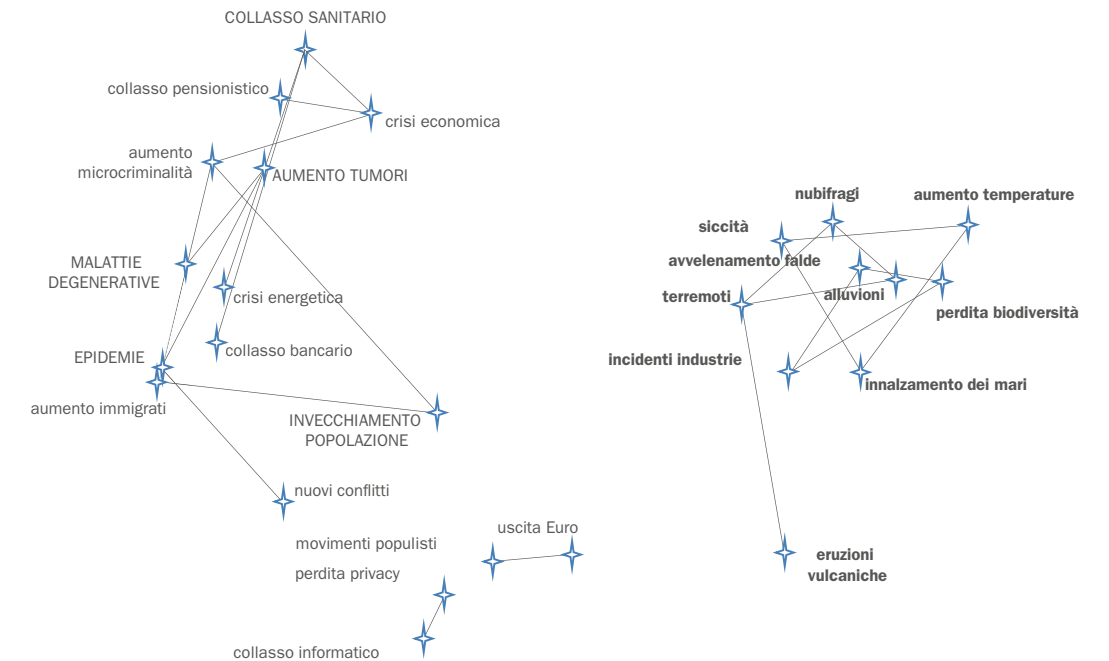 COLLASSO SANITARIO
collasso pensionistico
crisi economica
aumento
microcriminalità
AUMENTO TUMORI
nubifragi
aumento temperature
siccità
avvelenamento falde
MALATTIE
DEGENERATIVE
terremoti
alluvioni
crisi energetica
perdita biodiversità
collasso bancario
EPIDEMIE
incidenti industrie
innalzamento dei mari
aumento immigrati
INVECCHIAMENTO
POPOLAZIONE
nuovi conflitti
uscita Euro
movimenti populisti
eruzioni
vulcaniche
perdita privacy
collasso informatico